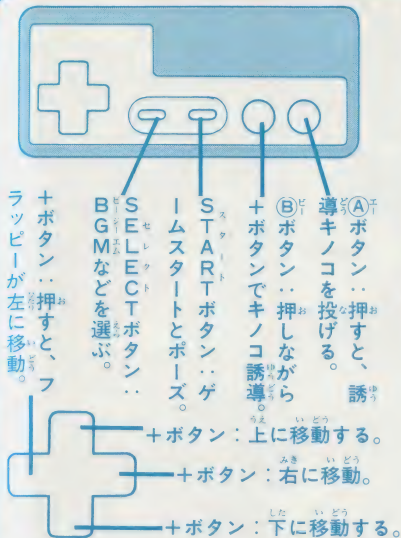 Ⓐボタン：押すと、誘
導キノコを投げる。
Ⓑボタン：押しながら
＋ボタンでキノコ誘導。
STARTボタン：ゲ
ームスタートとポーズ。
SELECTボタン：
BGMなどを選ぶ。
＋ボタン：押すと、フ
ラッピーが左に移動。
＋ボタン：上に移動する。
＋ボタン：右に移動。
＋ボタン：下に移動する。